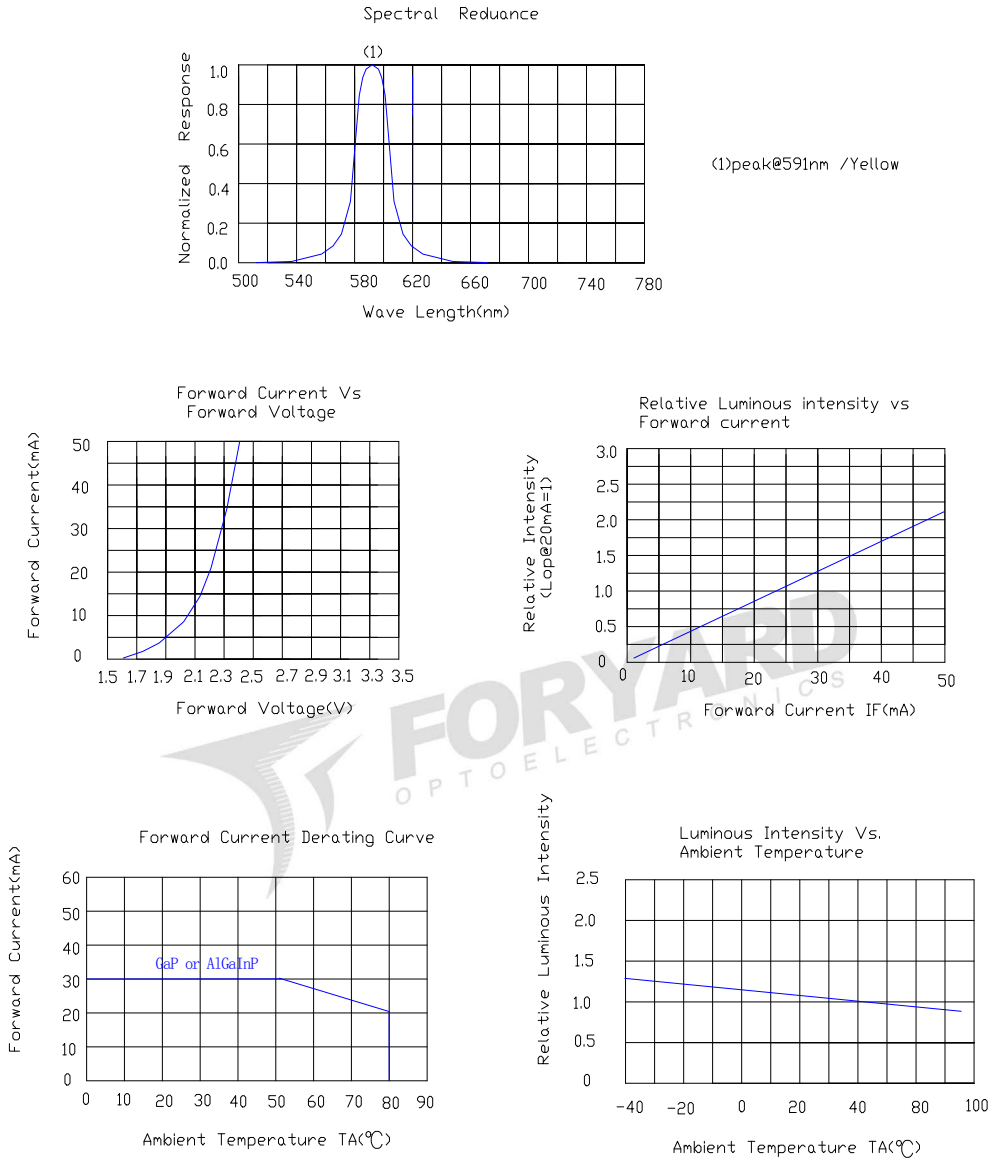 Spectral Reduance
(1)
Normalized Response
1.0
0.8
0.6
0.4
0.2
0.0
500 540 580 620 660 700 740 780
Wave Length(nm)
(1)peak@591nm /Yellow
Forward Current Vs
Forward Voltage
Forward Current(mA)
50
40
30
20
10
0
1.5 1.7 1.9 2.1 2.3 2.5 2.7 2.9 3.1 3.3 3.5
Forward Voltage(V)
Relative Luminous intensity vs
Forward current
Relative Intensity
(Lop@20mA=1)
3.0
2.5
2.0
1.5
1.0
0.5
0
0 10 20 30 40 50
Forward Current IF(mA)
FORYARD
OPTOELECTRONICS
Forward Current Derating Curve
Forward Current(mA)
60
50
40
30
20
10
0
GaP or AlGaInP
0 10 20 30 40 50 60 70 80 90
Ambient Temperature TA(℃)
Luminous Intensity Vs.
Ambient Temperature
Relative Luminous Intensity
2.5
2.0
1.5
1.0
0.5
0
-40 -20 0 20 40 80 100
Ambient Temperature TA(℃)